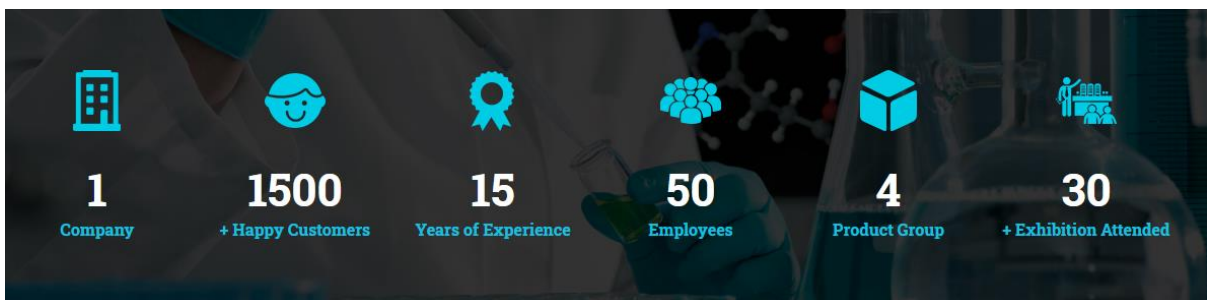 1
Company
1500
+ Happy Customers
15
Years of Experience
50
Employees
4
Product Group
30
+ Exhibition Attended